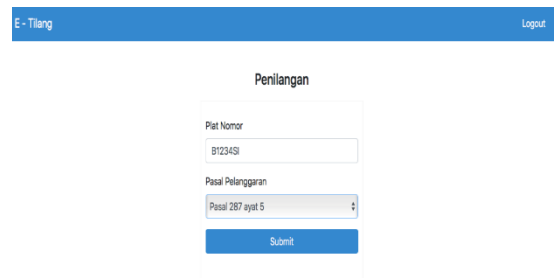 E - Tilang
Logout
Penilangan
Plat Nomor
B1234SI
Pasal Pelanggaran
Pasal 287 ayat 5
Submit